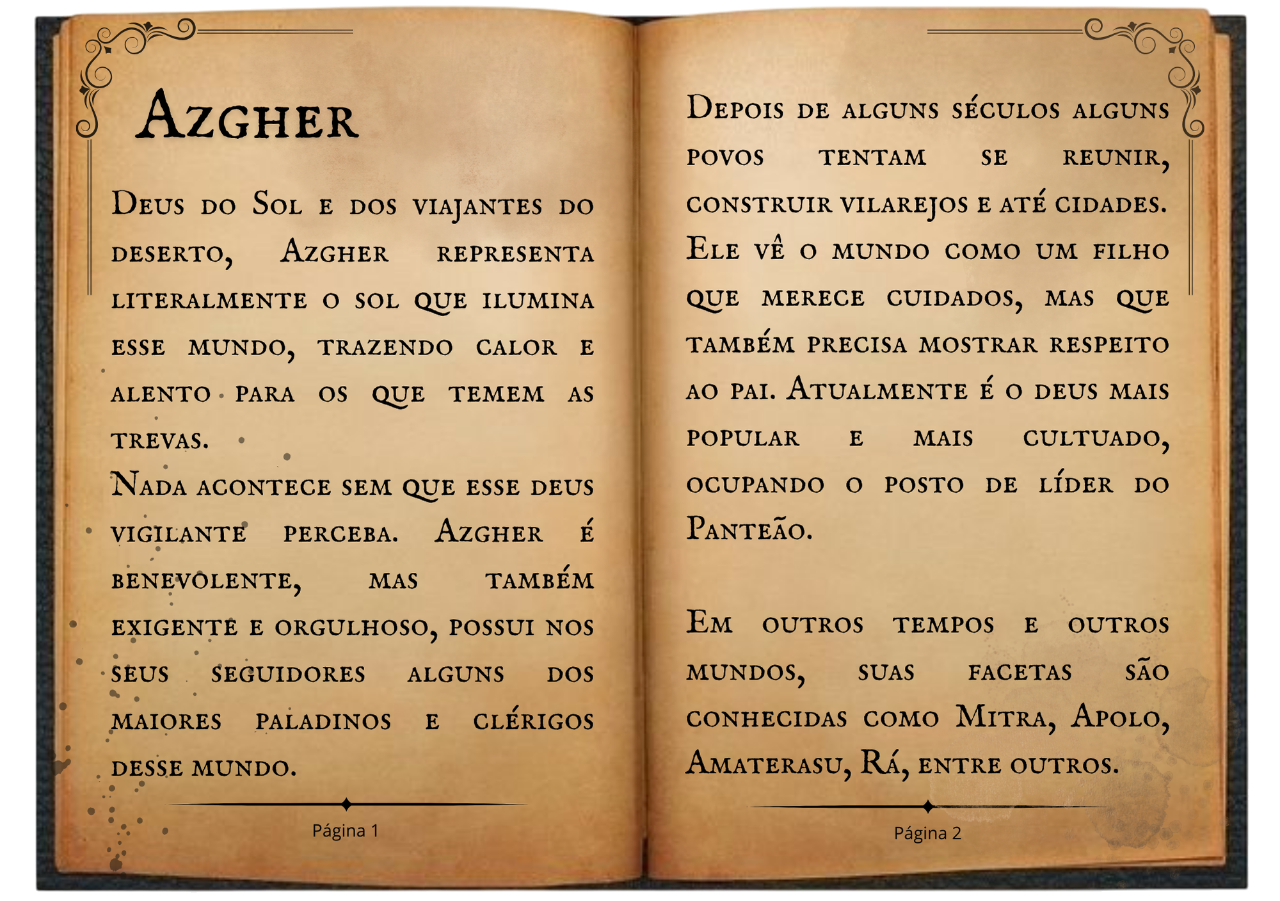 Azgher
Deus do Sol e dos viajantes do
deserto, Azgher representa
literalmente o sol que ilumina
esse mundo, trazendo calor e
alento para os que temem as
trevas.
Nada acontece sem que esse deus
vigilante perceba. Azgher é
benevolente, mas também
exigente e orgulhoso, possui nos
seus seguidores alguns dos
maiores paladinos e clérigos
desse mundo.
Página 1
Depois de alguns séculos alguns
povos tentam se reunir,
construir vilarejos e até cidades.
Ele vê o mundo como um filho
que merece cuidados, mas que
também precisa mostrar respeito
ao pai. Atualmente é o deus mais
popular e mais cultuado,
ocupando o posto de líder do
Panteão.
Em outros tempos e outros
mundos, suas facetas são
conhecidas como Mitra, Apolo,
Amaterasu, Rá, entre outros.
Página 2